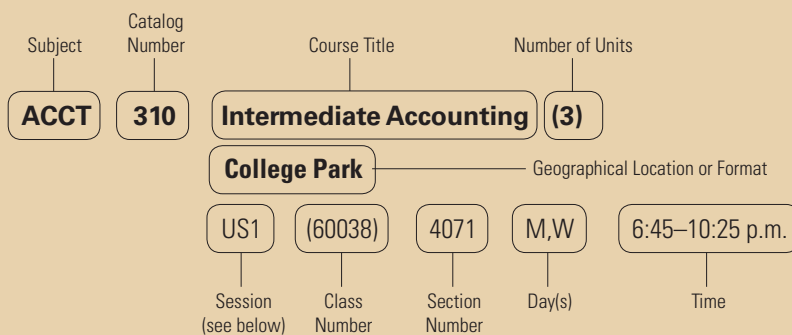 Catalog
Subject Number Course Title Number of Units
ACCT 310 Intermediate Accounting (3)
College Park Geographical Location or Format
US1 (60038) 4071 M,W 6:45–10:25 p.m.
Session Class Section Day(s) Time
(see below) Number Number